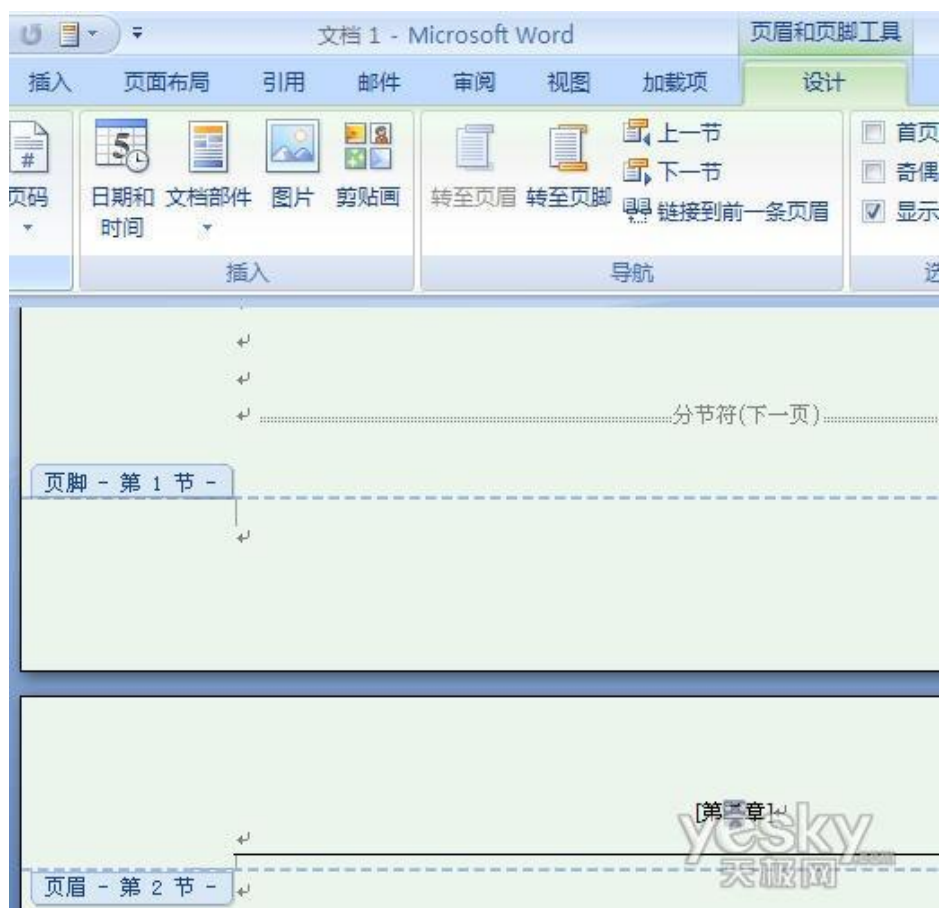 文档 1 - Microsoft Word 页眉和页脚工具
插入 页面布局 引用 邮件 审阅 视图 加载项 设计
# 5 上一节 首页
下一节 奇偶
页码 日期和时间 文档部件 图片 剪贴画 转至页眉 转至页脚 链接到前一条页眉 显示
插入 导航 选
分节符(下一页)
页脚 - 第 1 节 -
[第 章]
yesky.com
天极网
页眉 - 第 2 节 -